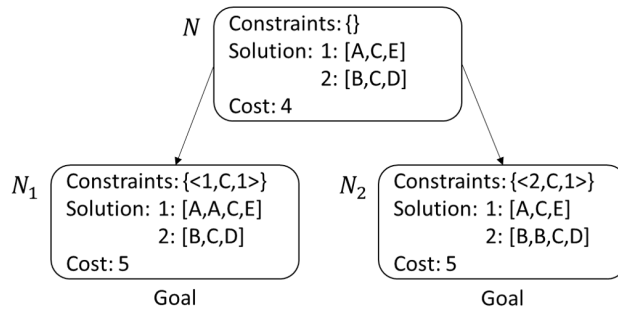 N
Constraints: {}
Solution: 1: [A,C,E]
2: [B,C,D]
Cost: 4
N₁
Constraints: {<1,C,1>}
Solution: 1: [A,A,C,E]
2: [B,C,D]
Cost: 5
Goal
N₂
Constraints: {<2,C,1>}
Solution: 1: [A,C,E]
2: [B,B,C,D]
Cost: 5
Goal